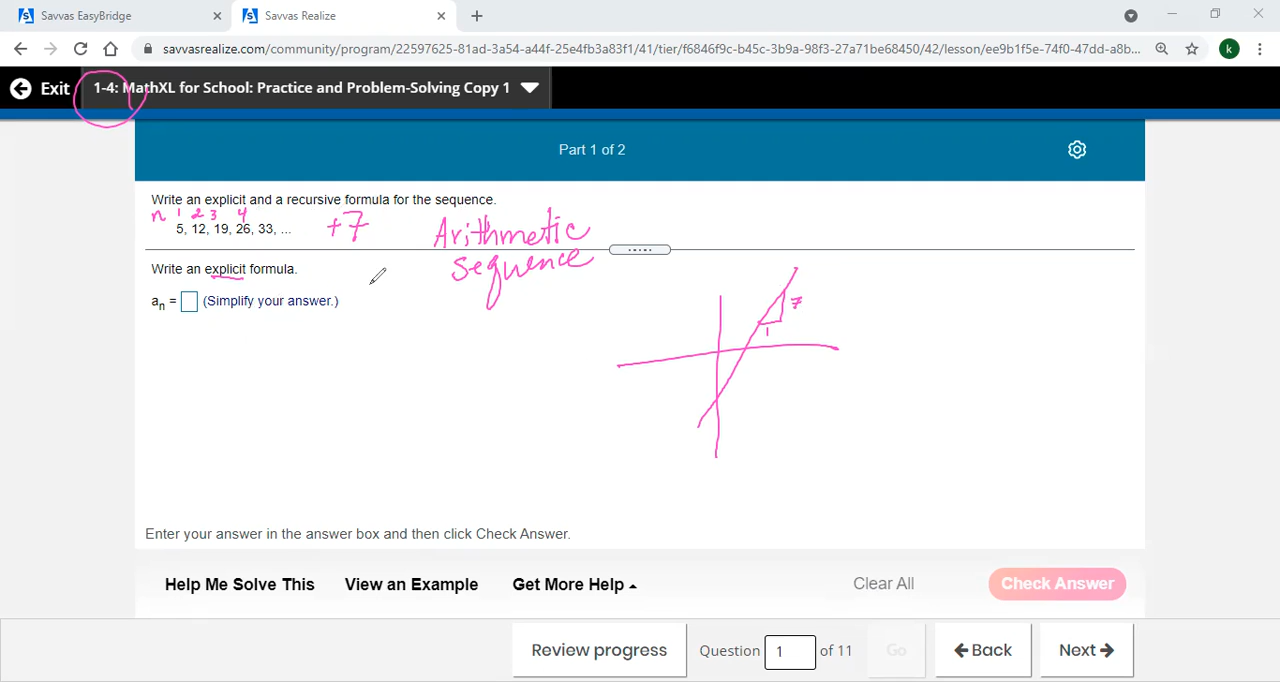 Savvas EasyBridge
Savvas Realize
savvasrealize.com/community/program/22597625-81ad-3a54-a44f-25e4fb3a83f1/41/tier/f6846f9c-b45c-3b9a-98f3-27a71be68450/42/lesson/ee9b1f5e-74f0-47dd-a8b...
k
Exit
1-4: MathXL for School: Practice and Problem-Solving Copy 1
Part 1 of 2
Write an explicit and a recursive formula for the sequence.
n 1 2 3 4
5, 12, 19, 26, 33, ...
+7
Arithmetic
sequence
Write an explicit formula.
an = (Simplify your answer.)
7
1
Enter your answer in the answer box and then click Check Answer.
Help Me Solve This
View an Example
Get More Help
Clear All
Check Answer
Review progress
Question 1 of 11
Go
Back
Next